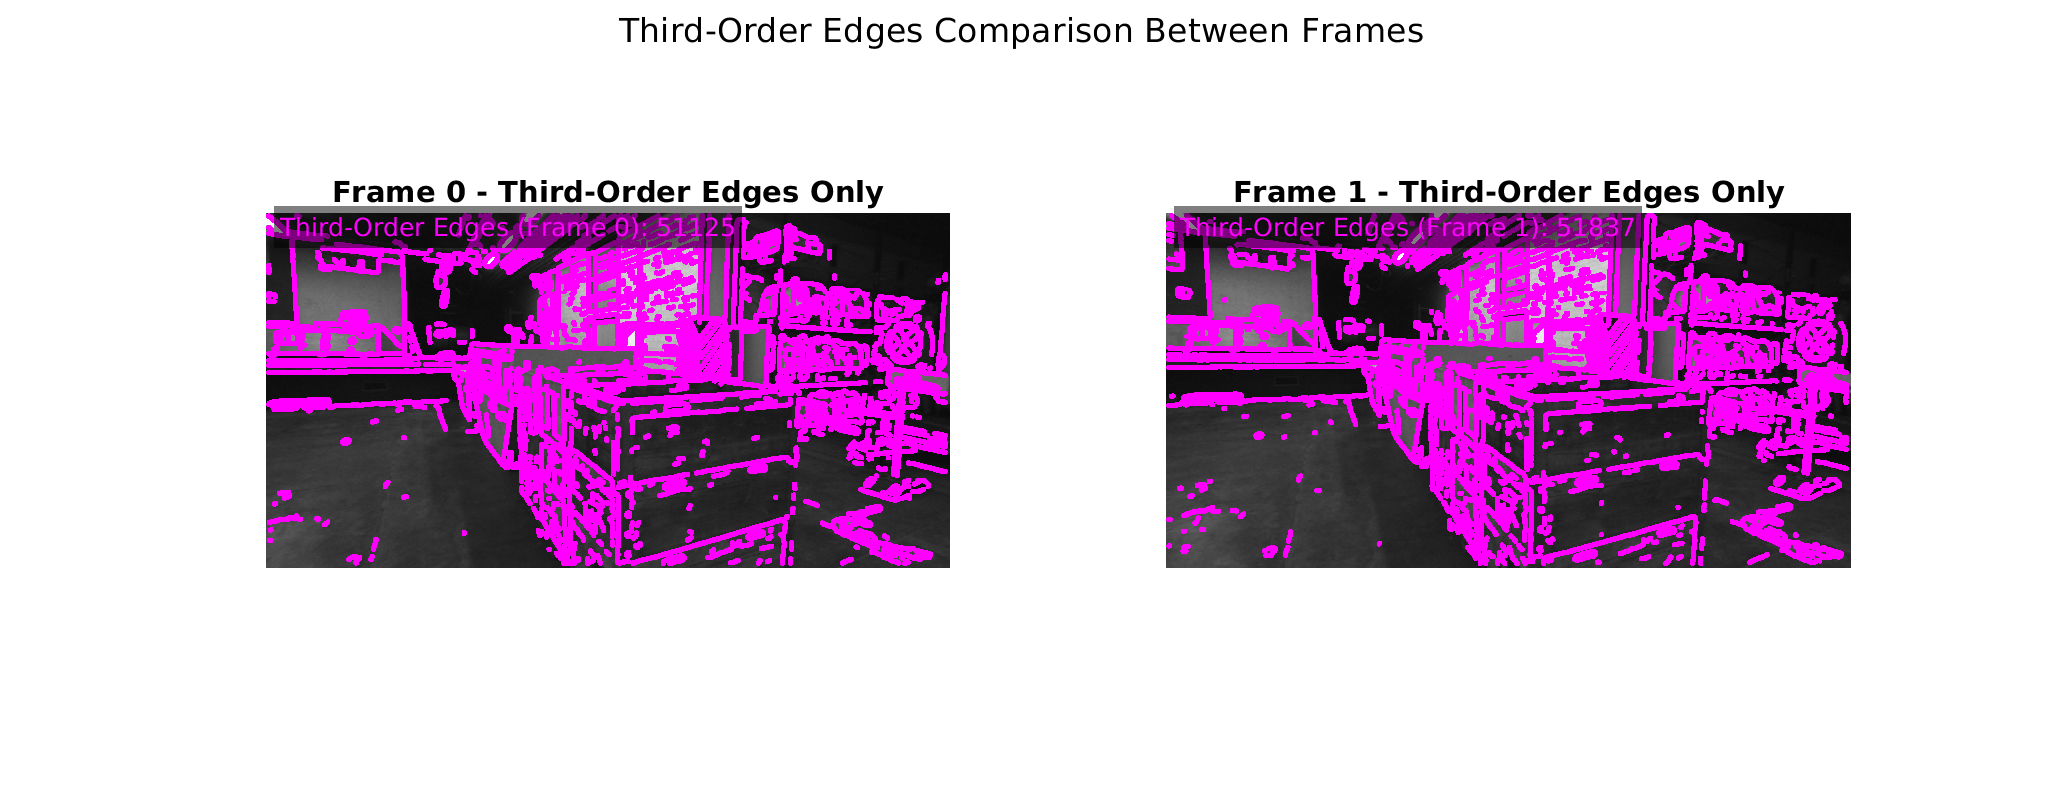 Third-Order Edges Comparison Between Frames
Frame 0 - Third-Order Edges Only
Third-Order Edges (Frame 0): 51125
Frame 1 - Third-Order Edges Only
Third-Order Edges (Frame 1): 51837